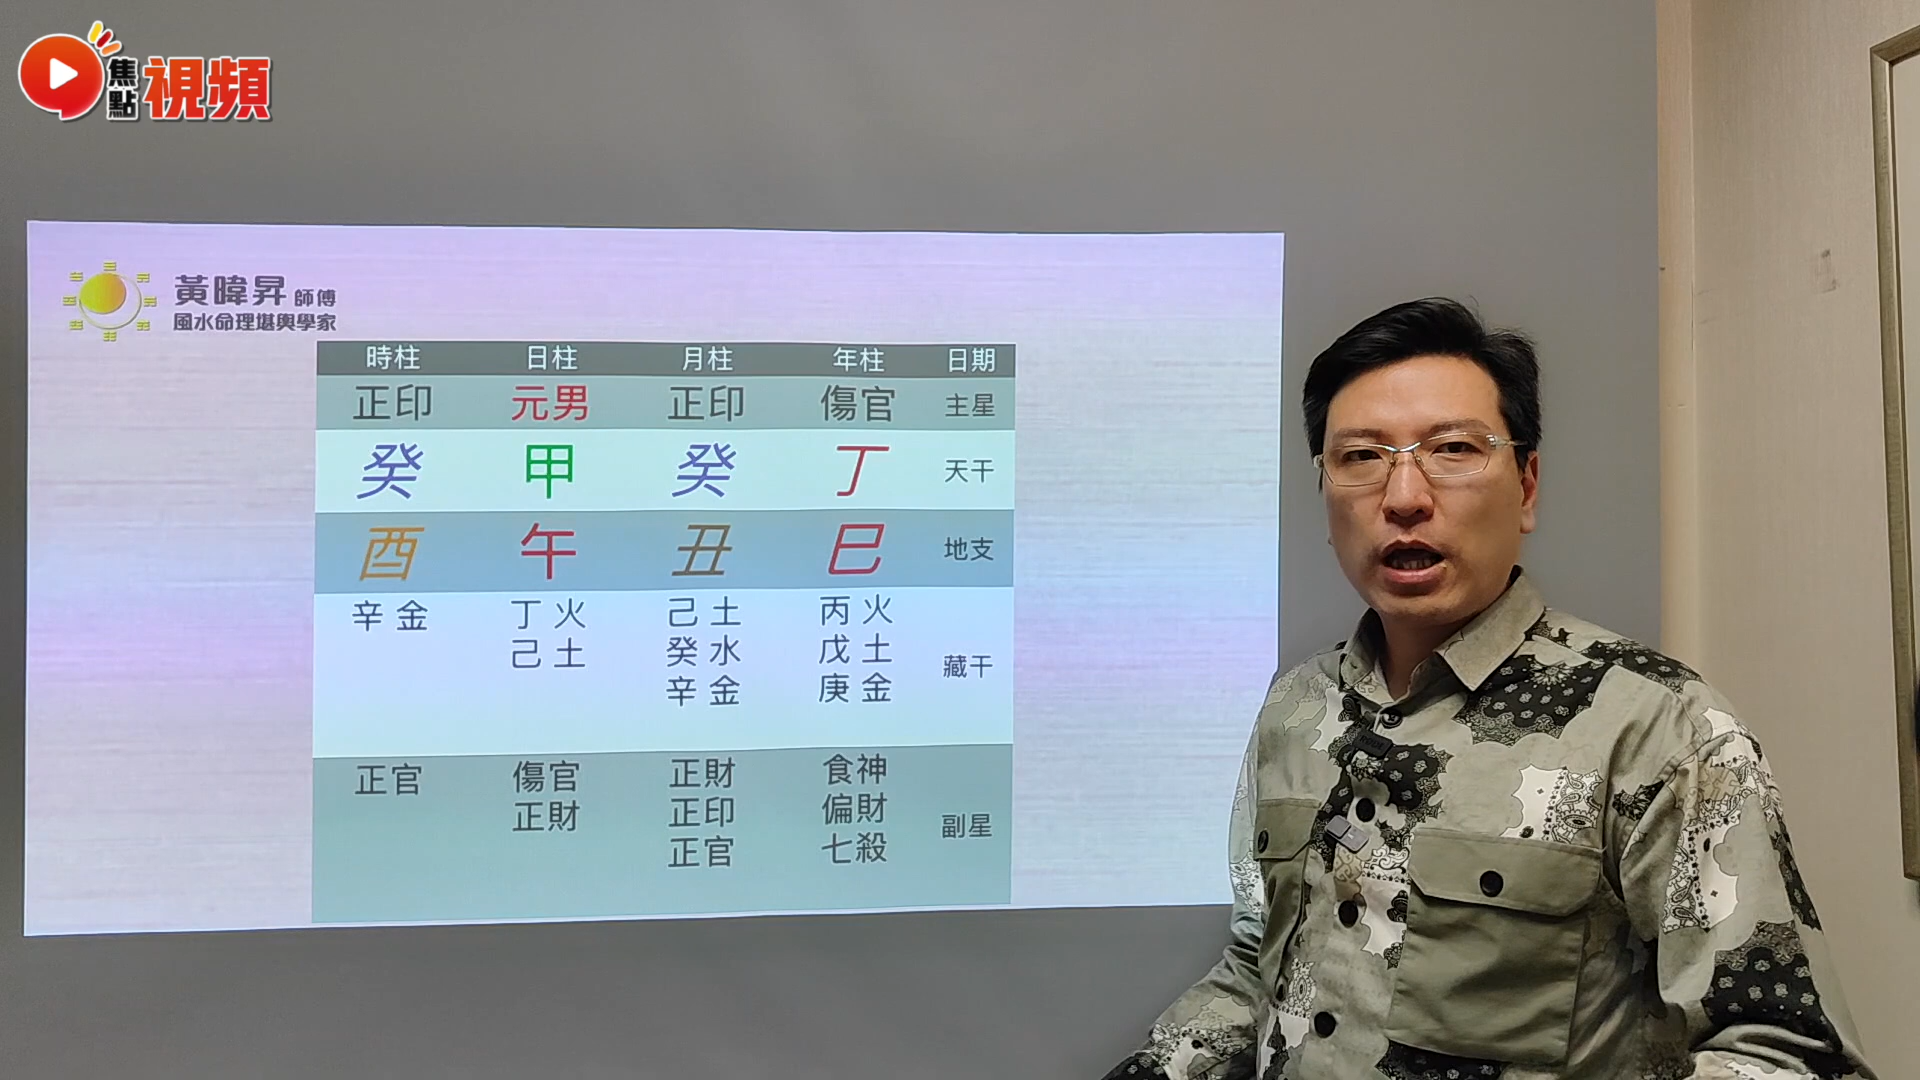 焦點視頻
黃暐昇 師傅
風水命理堪輿學家
時柱 日柱 月柱 年柱 日期
正印 元男 正印 傷官 主星
癸 甲 癸 丁 天干
酉 午 丑 巳 地支
辛金 丁火 己土 丙火 藏干
己土 癸水 戊土
辛金 庚金
正官 傷官 正財 食神 副星
正財 正印 偏財
正官 七殺